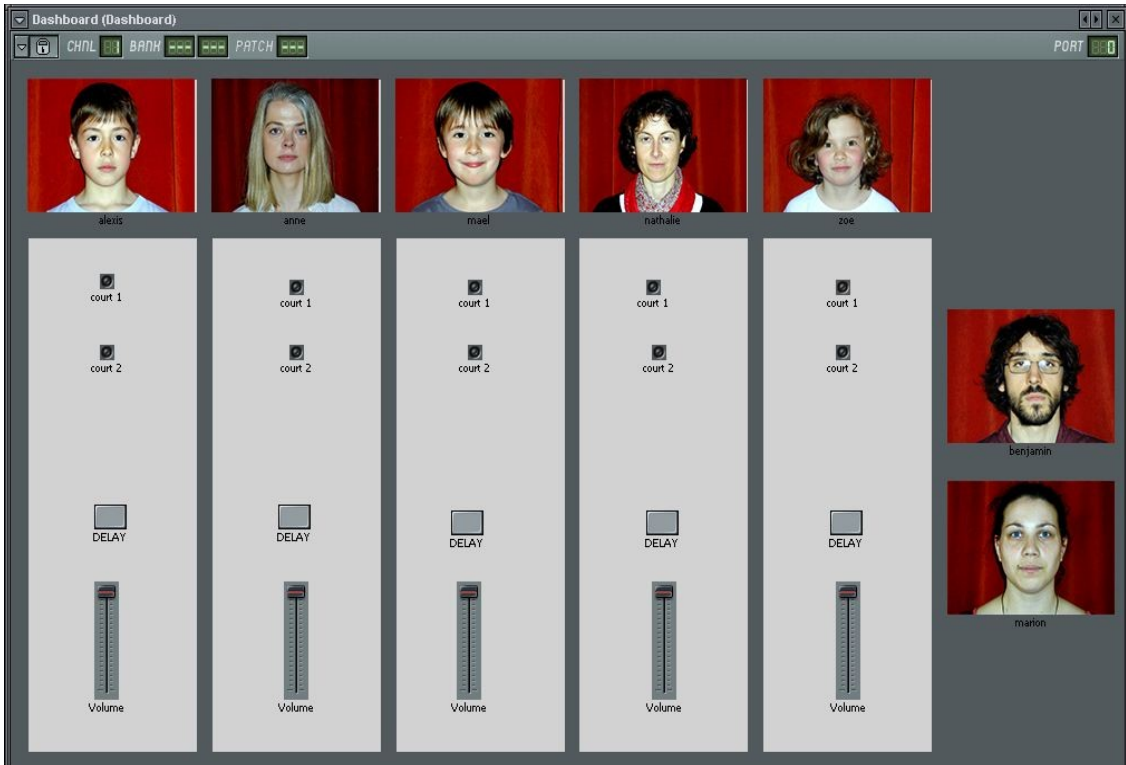 Dashboard (Dashboard)
CHNL 1 BANK --- --- PATCH --- PORT 0
alexis anne mael nathalie zoe
court 1 court 1 court 1 court 1 court 1
court 2 court 2 court 2 court 2 court 2
benjamin
DELAY DELAY DELAY DELAY DELAY
marion
Volume Volume Volume Volume Volume